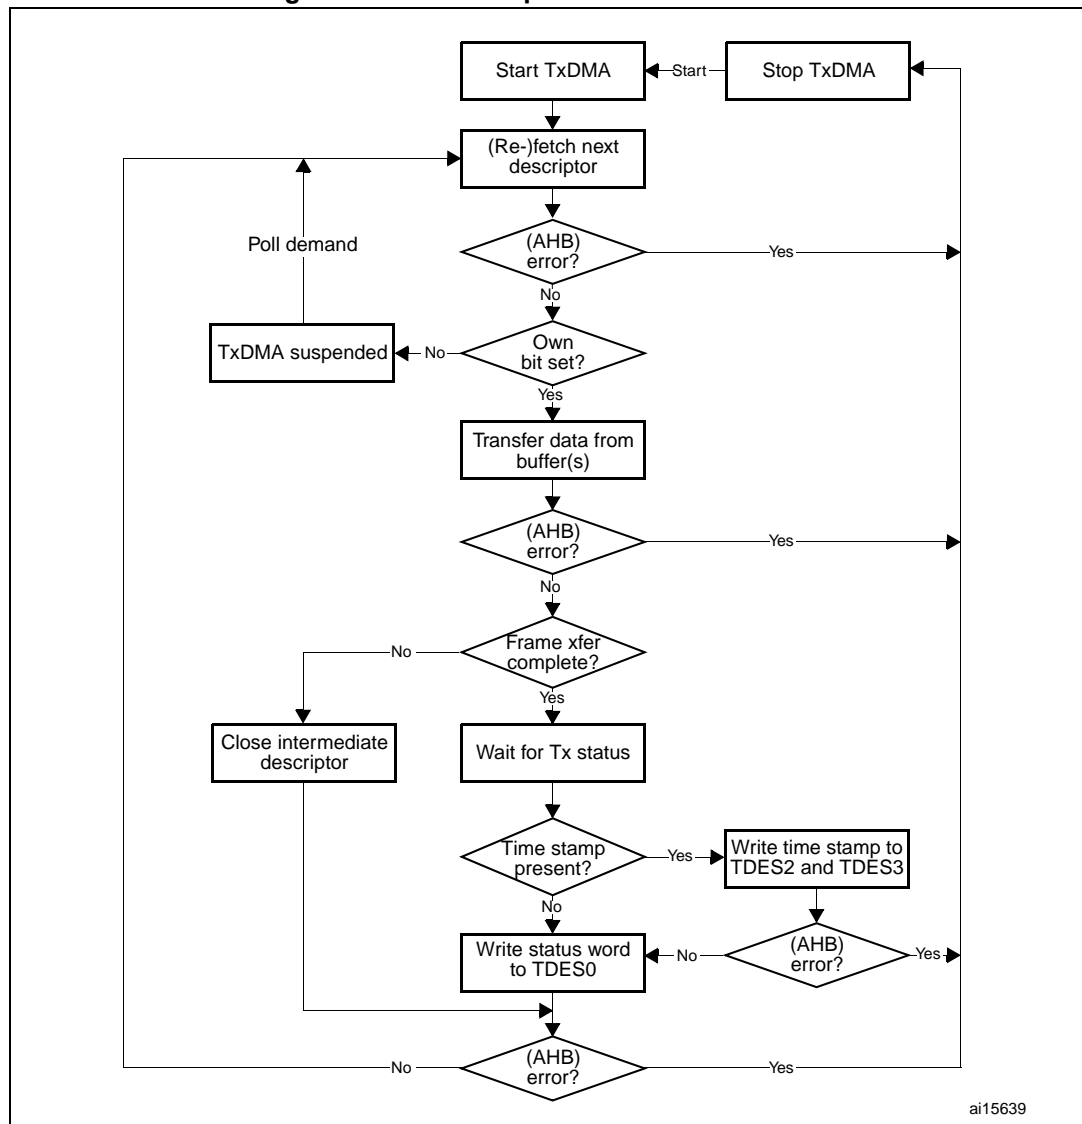 Start TxDMA
Start
Stop TxDMA
(Re-)fetch next
descriptor
Poll demand
(AHB)
error?
Yes
No
TxDMA suspended
No
Own
bit set?
Yes
Transfer data from
buffer(s)
(AHB)
error?
Yes
No
No
Frame xfer
complete?
Yes
Close intermediate
descriptor
Wait for Tx status
Time stamp
present?
Yes
Write time stamp to
TDES2 and TDES3
No
Write status word
to TDES0
No
(AHB)
error?
Yes
No
(AHB)
error?
Yes
ai15639